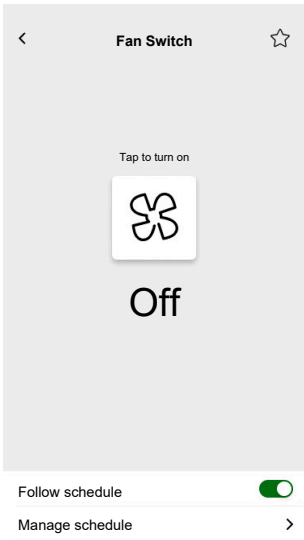 Fan Switch
Tap to turn on
Off
Follow schedule
Manage schedule